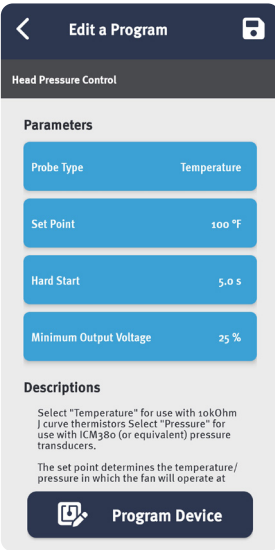 Edit a Program
Head Pressure Control
Parameters
Probe Type Temperature
Set Point 100 °F
Hard Start 5.0 s
Minimum Output Voltage 25 %
Descriptions
Select "Temperature" for use with 10kOhm
J curve thermistors Select "Pressure" for
use with ICM380 (or equivalent) pressure
transducers.
The set point determines the temperature/
pressure in which the fan will operate at
Program Device